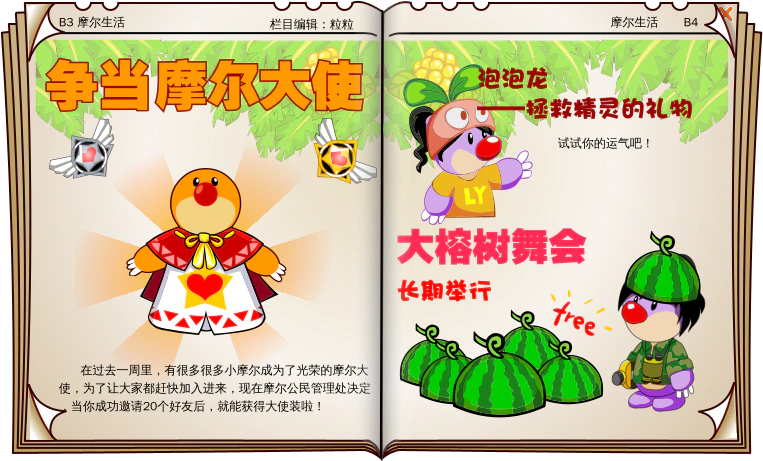 B3 摩尔生活
栏目编辑：粒粒
争当摩尔大使
在过去一周里，有很多很多小摩尔成为了光荣的摩尔大
使，为了让大家都赶快加入进来，现在摩尔公民管理处决定
当你成功邀请20个好友后，就能获得大使装啦！
摩尔生活 B4
泡泡龙
——拯救精灵的礼物
试试你的运气吧！
LY
大榕树舞会
长期举行
free